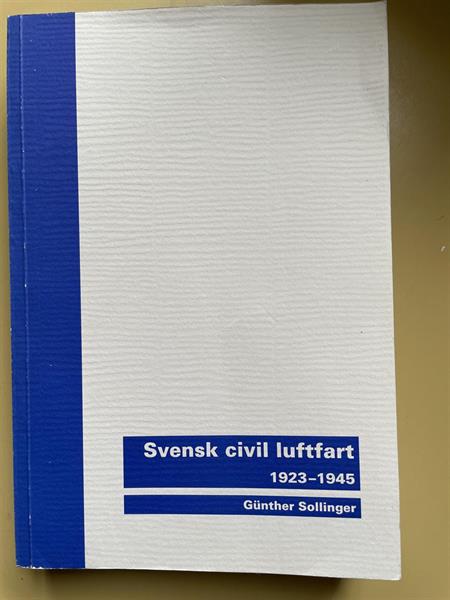 Svensk civil luftfart
1923–1945
Günther Sollinger